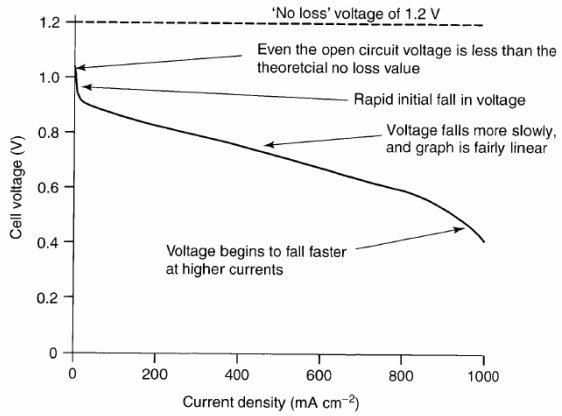 'No loss' voltage of 1.2 V
1.2
Even the open circuit voltage is less than the
theoretcial no loss value
1.0
Rapid initial fall in voltage
0.8
Voltage falls more slowly,
and graph is fairly linear
Cell voltage (V)
0.6
0.4
Voltage begins to fall faster
at higher currents
0.2
0
0 200 400 600 800 1000
Current density (mA cm⁻²)